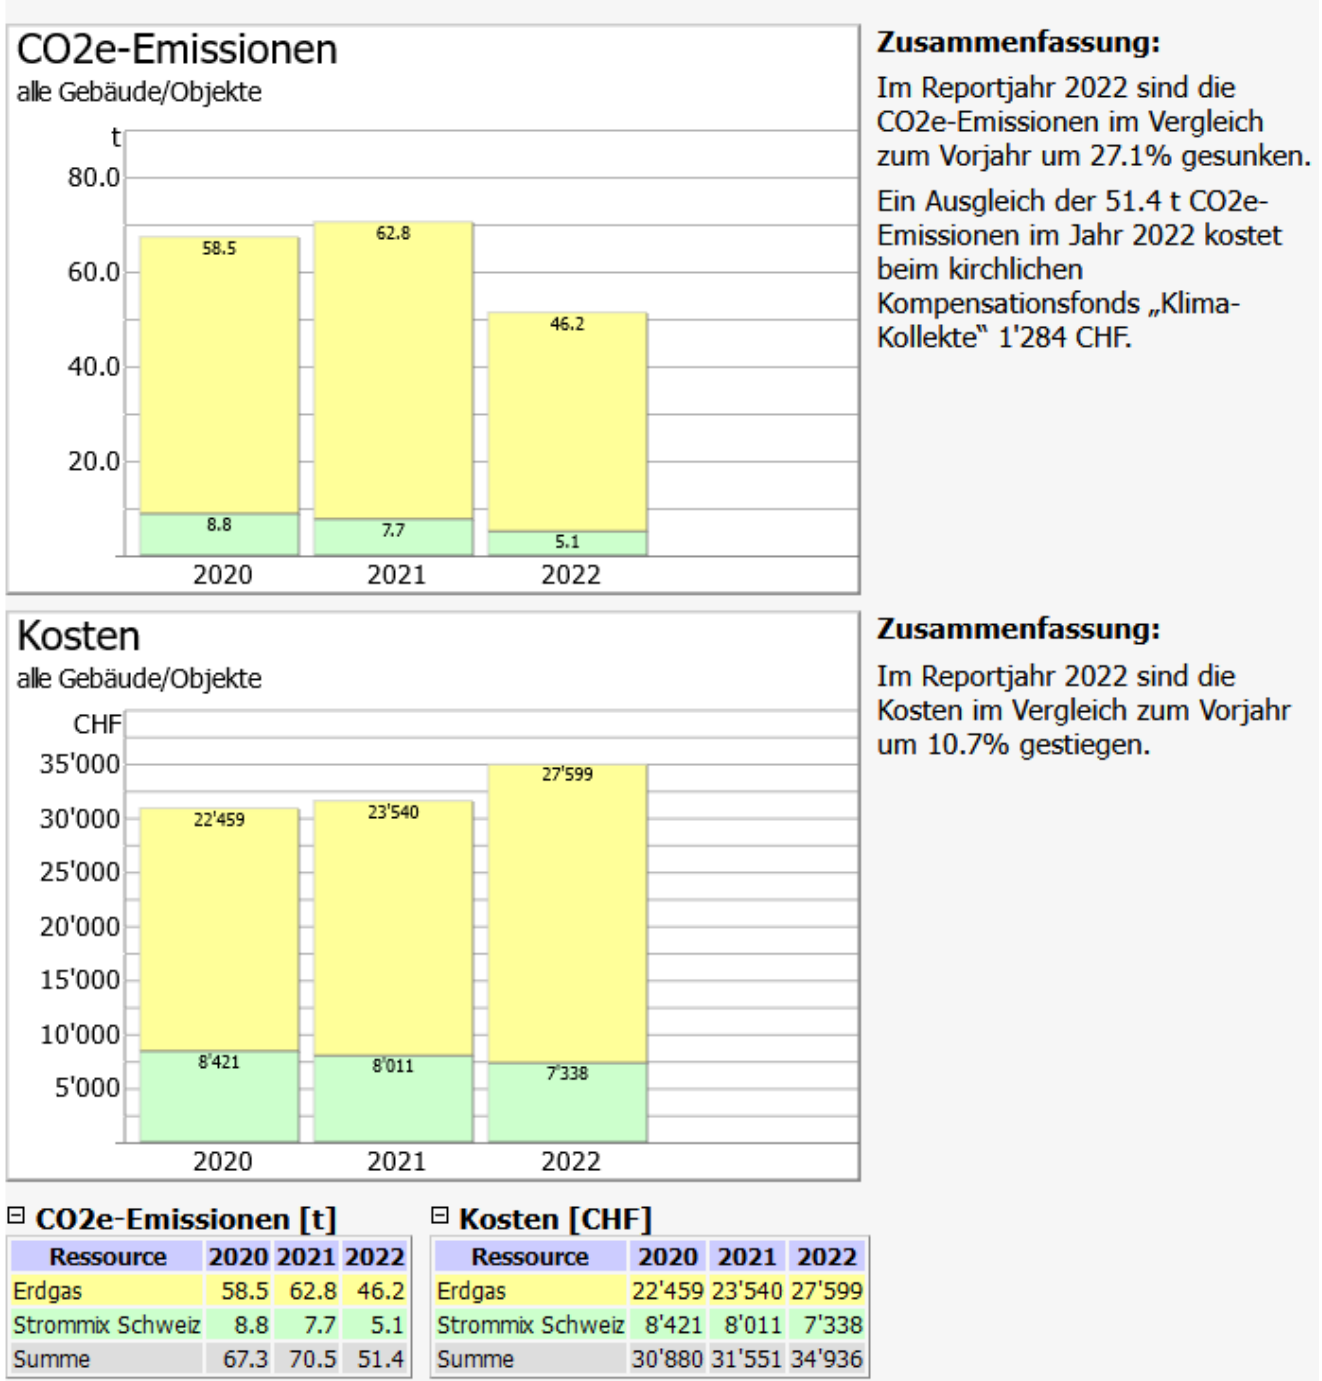 CO2e-Emissionen
alle Gebäude/Objekte
t
80.0
60.0
40.0
20.0
58.5
62.8
46.2
8.8
7.7
5.1
2020 2021 2022
Zusammenfassung:
Im Reportjahr 2022 sind die
CO2e-Emissionen im Vergleich
zum Vorjahr um 27.1% gesunken.
Ein Ausgleich der 51.4 t CO2e-
Emissionen im Jahr 2022 kostet
beim kirchlichen
Kompensationsfonds „Klima-
Kollekte“ 1'284 CHF.
Kosten
alle Gebäude/Objekte
CHF
35'000
30'000
25'000
20'000
15'000
10'000
5'000
22'459
23'540
27'599
8'421
8'011
7'338
2020 2021 2022
Zusammenfassung:
Im Reportjahr 2022 sind die
Kosten im Vergleich zum Vorjahr
um 10.7% gestiegen.
CO2e-Emissionen [t]
Ressource 2020 2021 2022
Erdgas 58.5 62.8 46.2
Strommix Schweiz 8.8 7.7 5.1
Summe 67.3 70.5 51.4
Kosten [CHF]
Ressource 2020 2021 2022
Erdgas 22'459 23'540 27'599
Strommix Schweiz 8'421 8'011 7'338
Summe 30'880 31'551 34'936